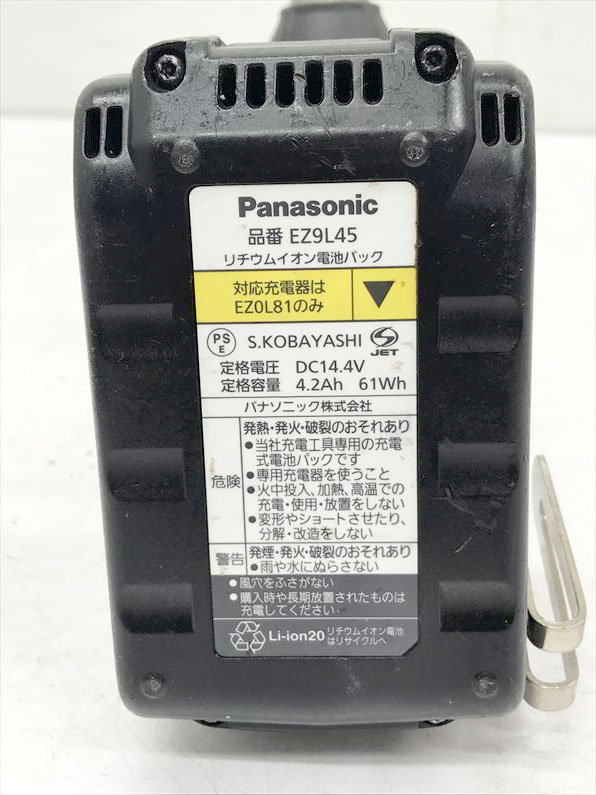 Panasonic
品番 EZ9L45
リチウムイオン電池パック
対応充電器は
EZ0L81のみ
PS
E
S.KOBAYASHI
JET
定格電圧 DC14.4V
定格容量 4.2Ah 61Wh
パナソニック株式会社
危険
発熱・発火・破裂のおそれあり
●当社充電工具専用の充電
式電池パックです
●専用充電器を使うこと
●火中投入、加熱、高温での
充電・使用・放置をしない
●変形やショートさせたり、
分解・改造をしない
警告
発煙・発火・破裂のおそれあり
●雨や水にぬらさない
●風穴をふさがない
●購入時や長期放置されたものは
充電してください
Li-ion20
リチウムイオン電池
はリサイクルへ